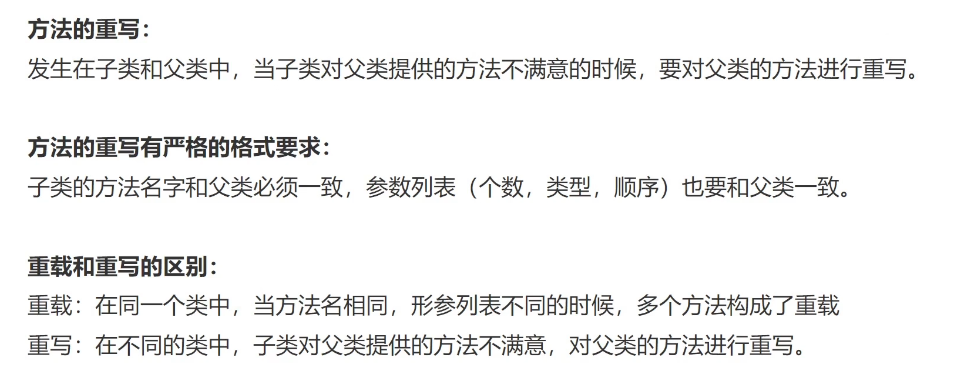 方法的重写：
发生在子类和父类中，当子类对父类提供的方法不满意的时候，要对父类的方法进行重写。
方法的重写有严格的格式要求：
子类的方法名字和父类必须一致，参数列表（个数，类型，顺序）也要和父类一致。
重载和重写的区别：
重载：在同一个类中，当方法名相同，形参列表不同的时候，多个方法构成了重载
重写：在不同的类中，子类对父类提供的方法不满意，对父类的方法进行重写。